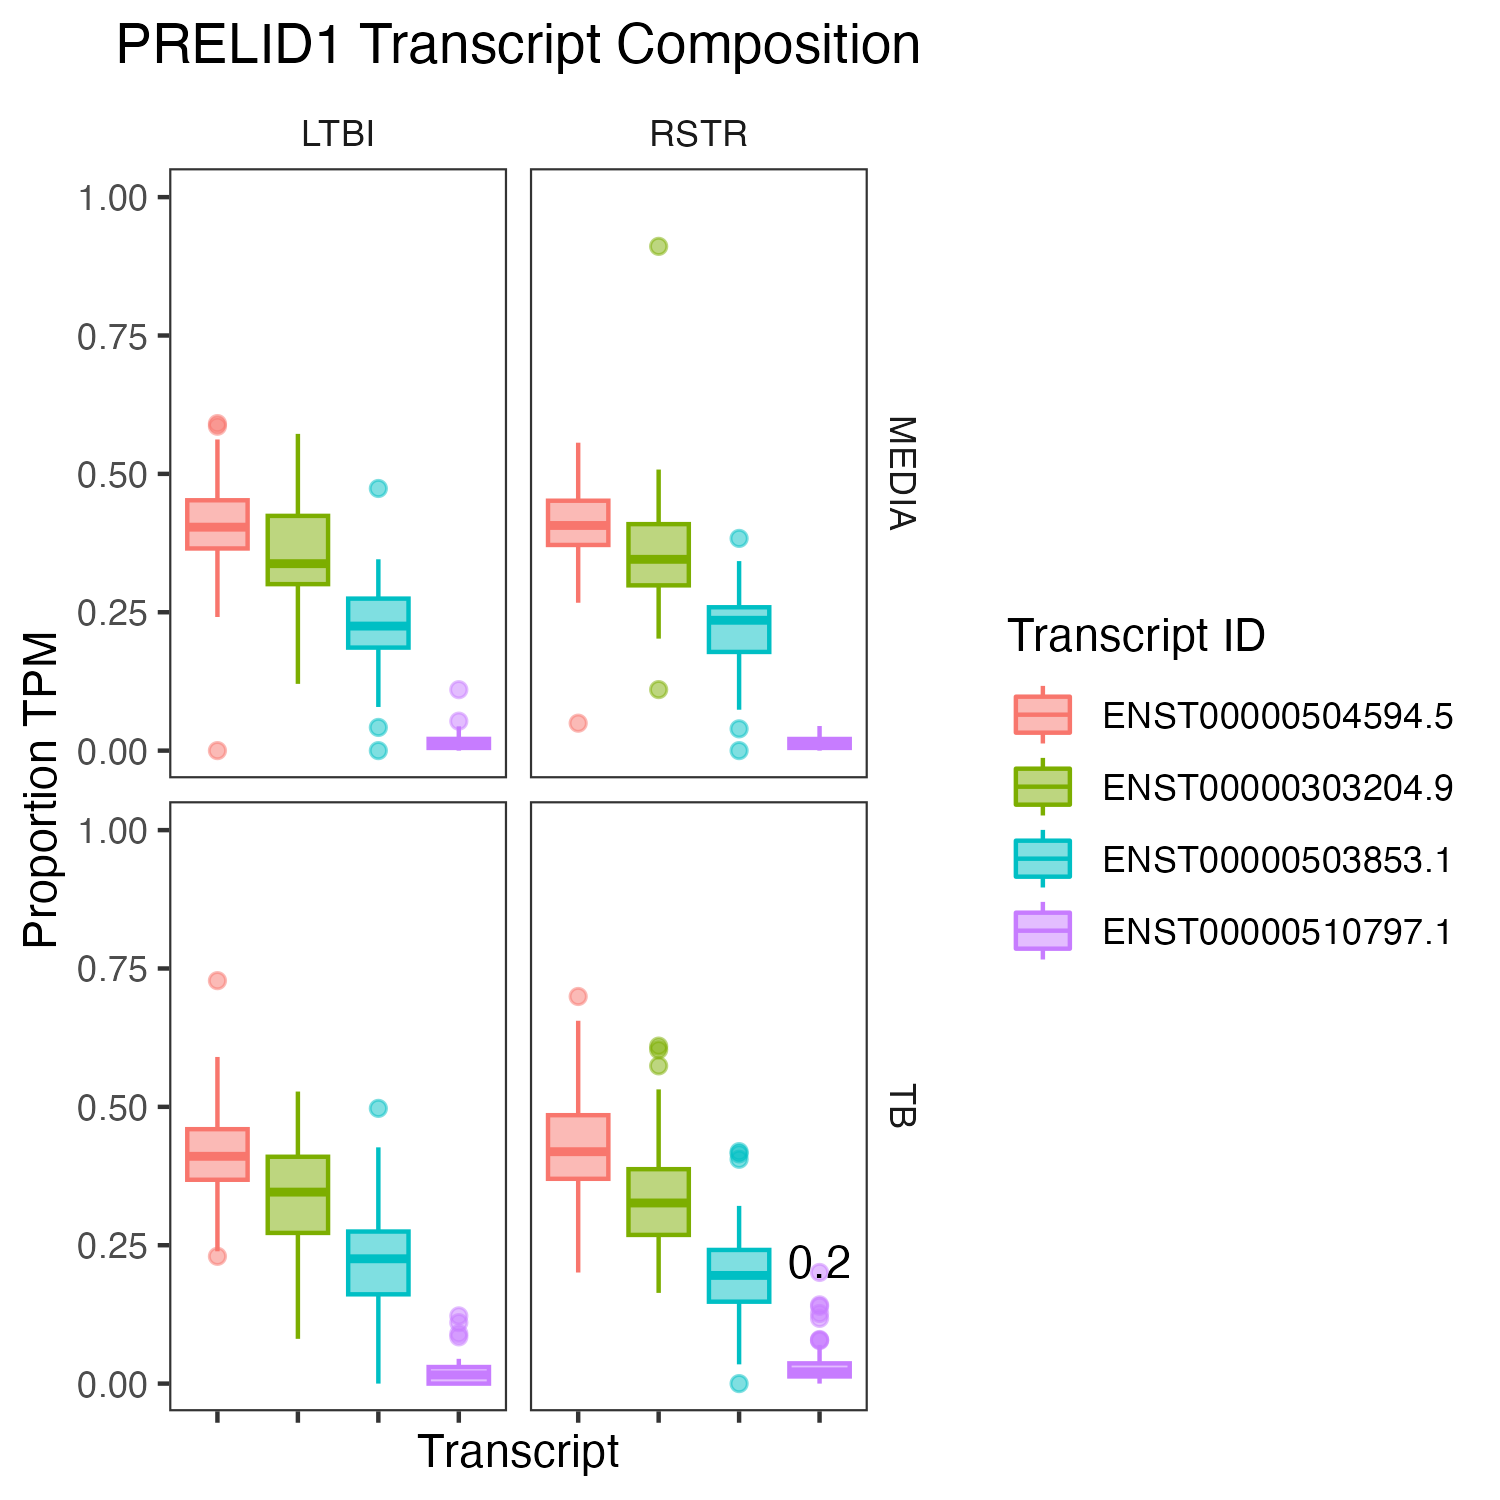 PRELID1 Transcript Composition
LTBI
RSTR
1.00
0.75
0.50
0.25
0.00
MEDIA
1.00
0.75
0.50
0.25
0.00
TB
0.2
Proportion TPM
Transcript
Transcript ID
ENST00000504594.5
ENST00000303204.9
ENST00000503853.1
ENST00000510797.1